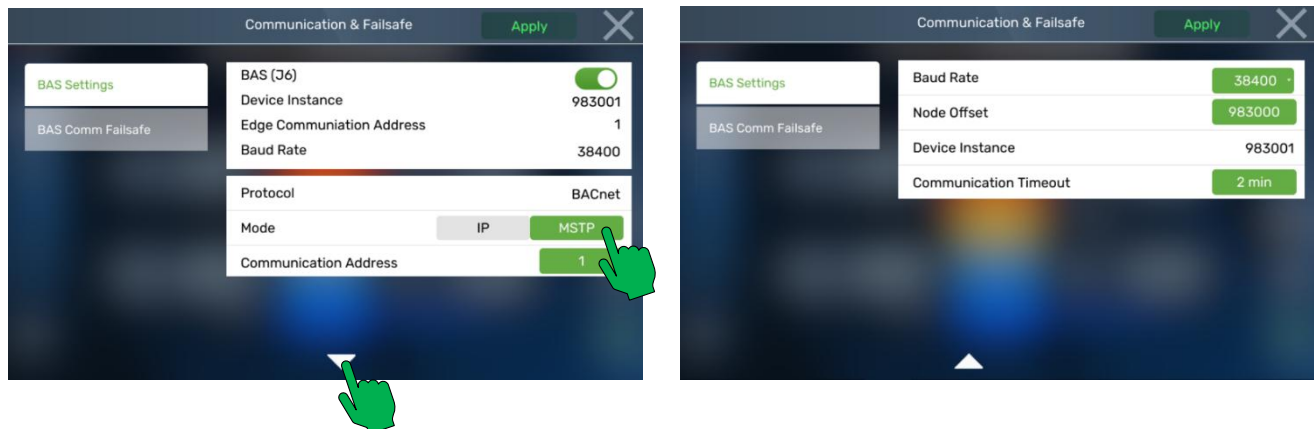 Communication & Failsafe Apply
BAS Settings
BAS Comm Failsafe
BAS (J6)
Device Instance 983001
Edge Communiation Address 1
Baud Rate 38400
Protocol BACnet
Mode IP MSTP
Communication Address 1
Communication & Failsafe Apply
BAS Settings
BAS Comm Failsafe
Baud Rate 38400
Node Offset 983000
Device Instance 983001
Communication Timeout 2 min